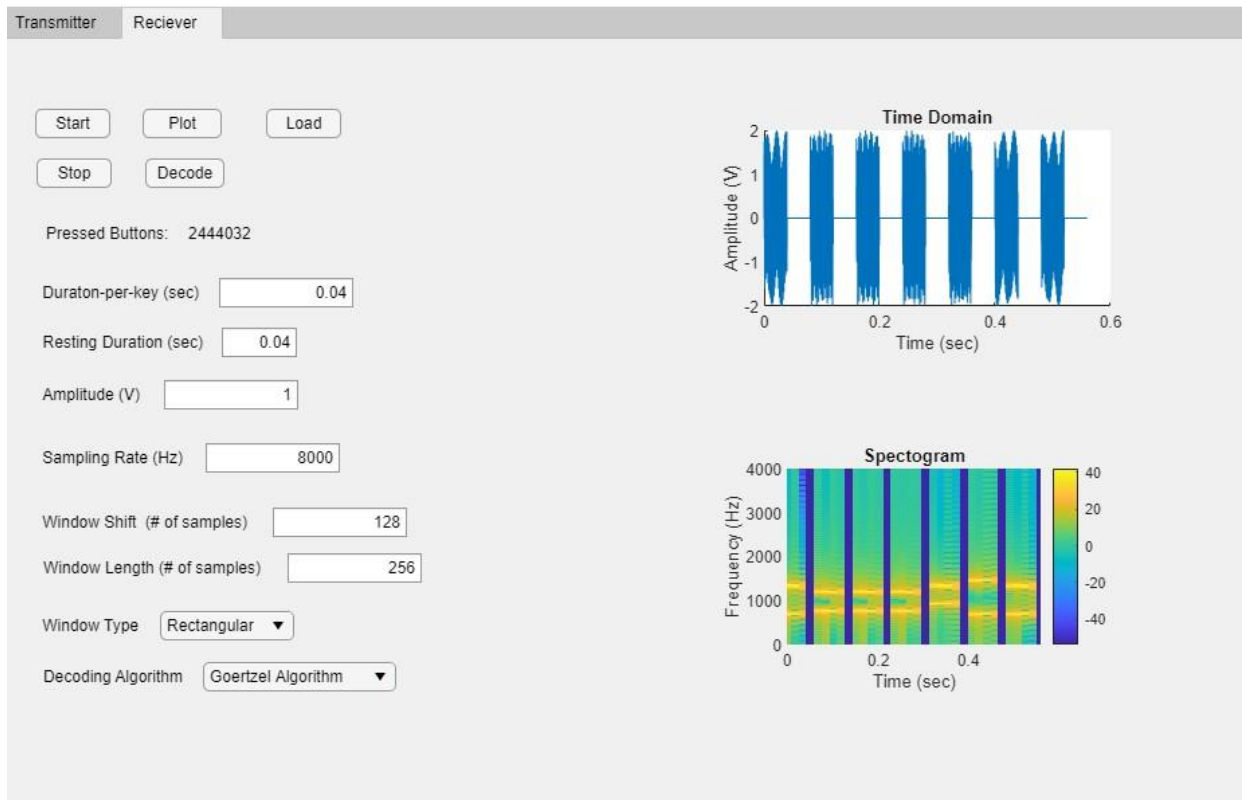 Transmitter Reciever
Start Plot Load
Stop Decode
Pressed Buttons: 2444032
Duraton-per-key (sec) 0.04
Resting Duration (sec) 0.04
Amplitude (V) 1
Sampling Rate (Hz) 8000
Window Shift (# of samples) 128
Window Length (# of samples) 256
Window Type Rectangular
Decoding Algorithm Goertzel Algorithm
Time Domain
Amplitude (V)
2
1
0
-1
-2
0 0.2 0.4 0.6
Time (sec)
Spectogram
Frequency (Hz)
4000
3000
2000
1000
0
0 0.2 0.4
Time (sec)
40
20
0
-20
-40